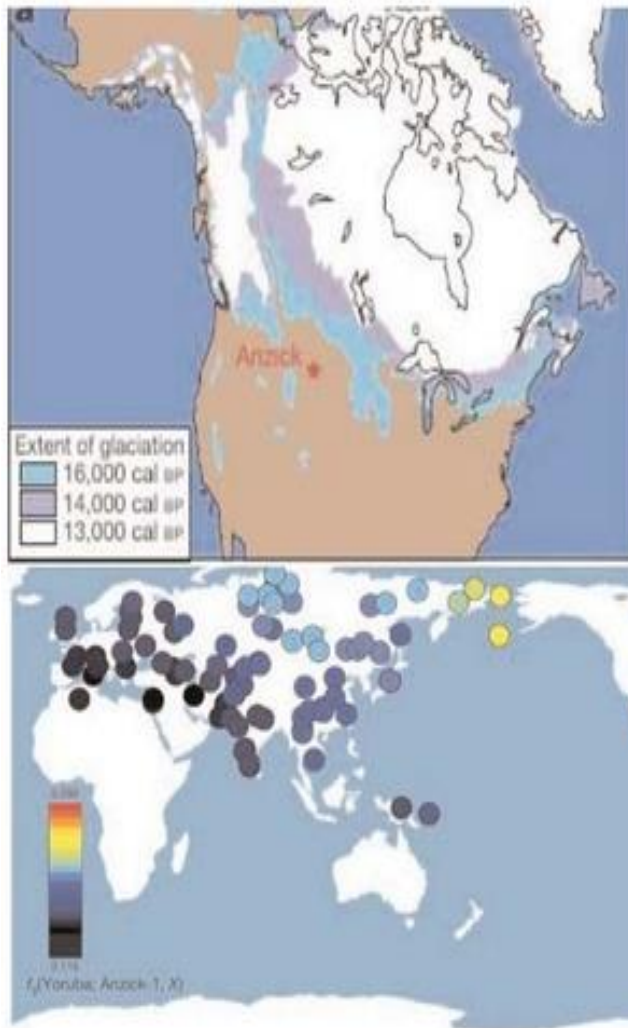 a
Anzick
Extent of glaciation
16,000 cal BP
14,000 cal BP
13,000 cal BP
f₃(Yoruba; Anzick-1, X)